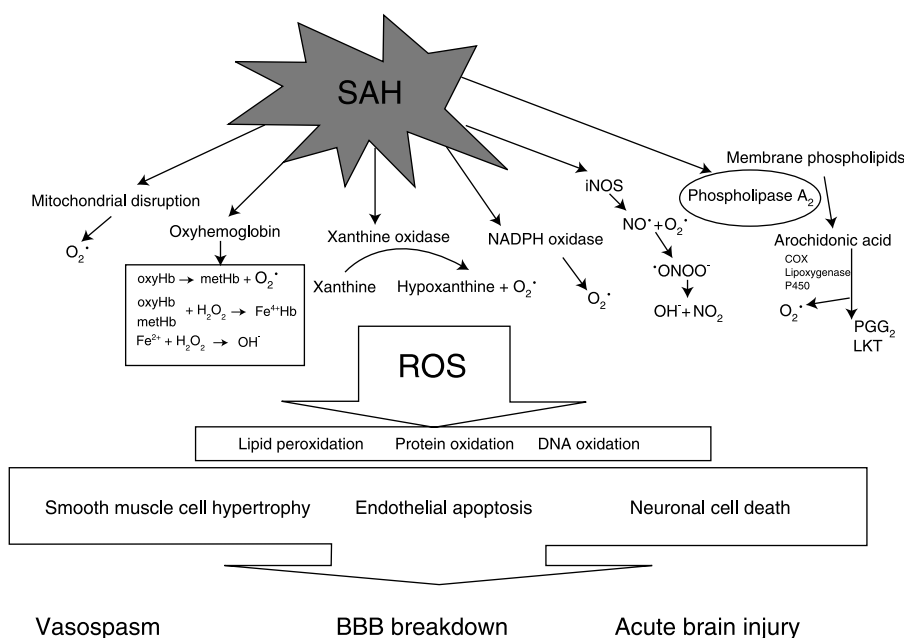 SAH
Membrane phospholipids
Mitochondrial disruption
iNOS
Phospholipase A₂
O₂•
Oxyhemoglobin
Xanthine oxidase
NADPH oxidase
NO• + O₂•
Arochidonic acid
COX
Lipoxygenase
P450
oxyHb → metHb + O₂•
oxyHb
metHb
+ H₂O₂ → Fe⁴⁺Hb
Fe²⁺ + H₂O₂ → OH⁻
Xanthine
Hypoxanthine + O₂•
O₂•
•ONOO⁻
OH⁻ + NO₂
O₂•
PGG₂
LKT
ROS
Lipid peroxidation Protein oxidation DNA oxidation
Smooth muscle cell hypertrophy Endothelial apoptosis Neuronal cell death
Vasospasm BBB breakdown Acute brain injury